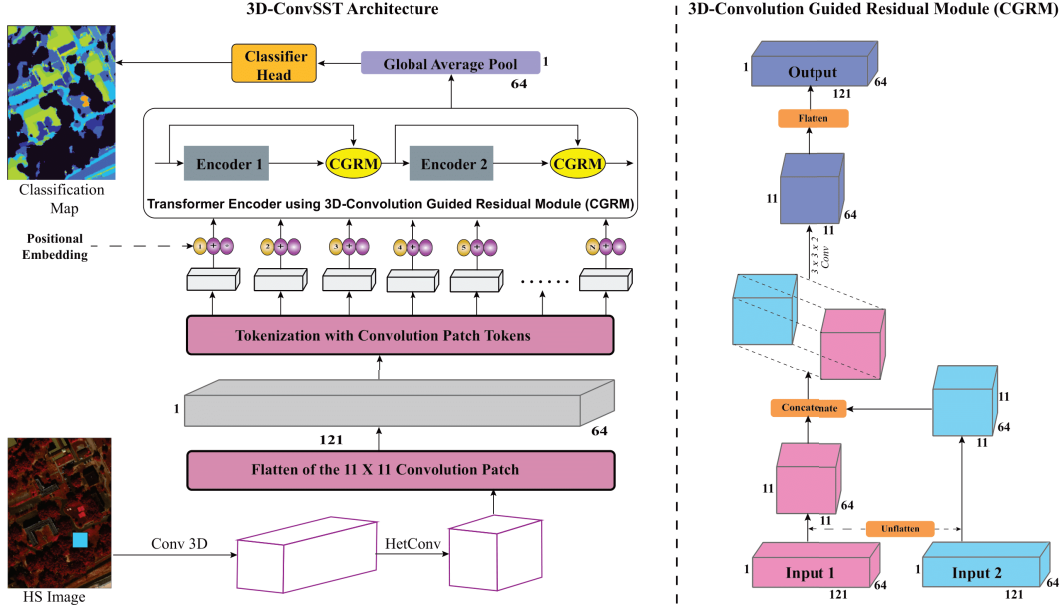 3D-ConvSST Architecture
Classifier
Head
Global Average Pool
1
64
Classification
Map
Encoder 1
CGRM
Encoder 2
CGRM
Transformer Encoder using 3D-Convolution Guided Residual Module (CGRM)
Positional
Embedding
1 + *
2 +
3 +
4 +
5 +
N +
......
Tokenization with Convolution Patch Tokens
1
121
64
Flatten of the 11 X 11 Convolution Patch
Conv 3D
HetConv
HS Image
3D-Convolution Guided Residual Module (CGRM)
1
Output
121
64
Flatten
11
64
11
3 x 3 x 2
Conv
Concatenate
11
64
11
11
64
11
Unflatten
1
Input 1
64
121
1
Input 2
64
121